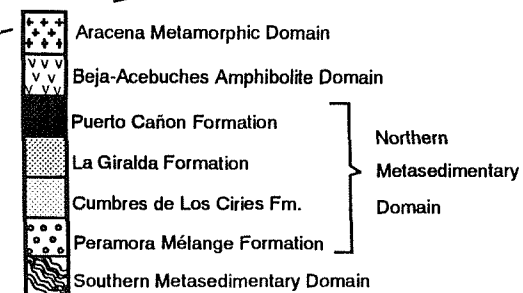 Aracena Metamorphic Domain
Beja-Acebuches Amphibolite Domain
Puerto Cañon Formation
La Giralda Formation
Cumbres de Los Ciries Fm.
Peramora Mélange Formation
Northern
Metasedimentary
Domain
Southern Metasedimentary Domain